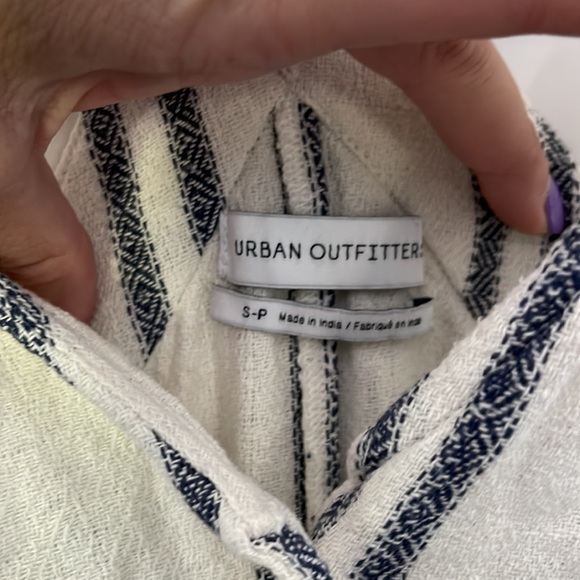 URBAN OUTFITTERS
S-P Made in India / Fabriqué en Inde